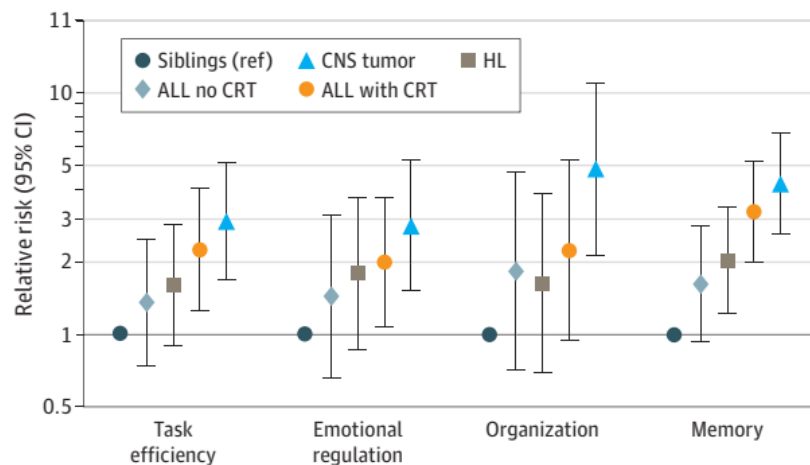 11
10
5
3
2
1
0.5
Relative risk (95% CI)
Siblings (ref)
CNS tumor
HL
ALL no CRT
ALL with CRT
Task
efficiency
Emotional
regulation
Organization
Memory